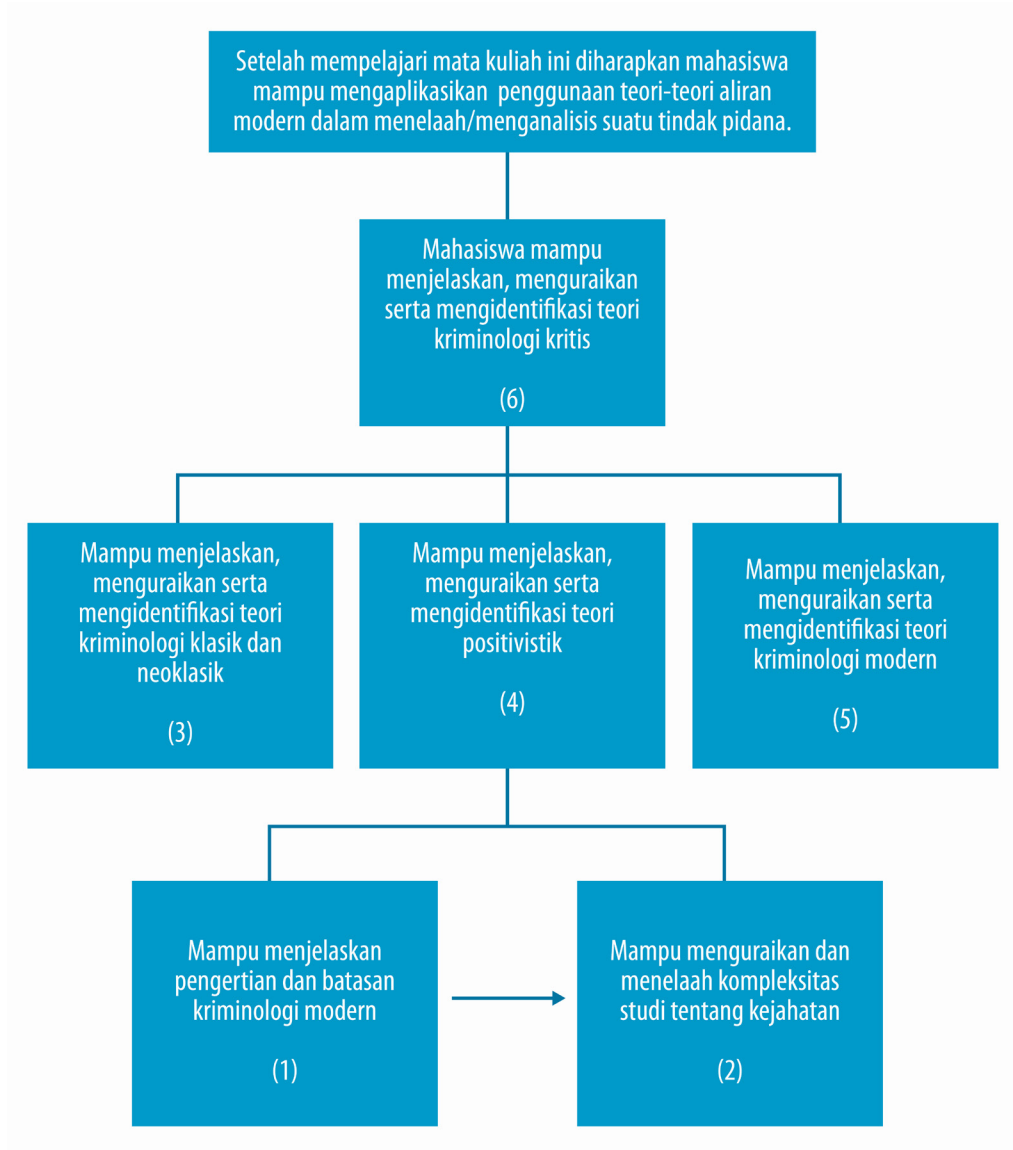 Setelah mempelajari mata kuliah ini diharapkan mahasiswa
mampu mengaplikasikan penggunaan teori-teori aliran
modern dalam menelaah/menganalisis suatu tindak pidana.
Mahasiswa mampu
menjelaskan, menguraikan
serta mengidentifikasi teori
kriminologi kritis
(6)
Mampu menjelaskan,
menguraikan serta
mengidentifikasi teori
kriminologi klasik dan
neoklasik
(3)
Mampu menjelaskan,
menguraikan serta
mengidentifikasi teori
positivistik
(4)
Mampu menjelaskan,
menguraikan serta
mengidentifikasi teori
kriminologi modern
(5)
Mampu menjelaskan
pengertian dan batasan
kriminologi modern
(1)
Mampu menguraikan dan
menelaah kompleksitas
studi tentang kejahatan
(2)